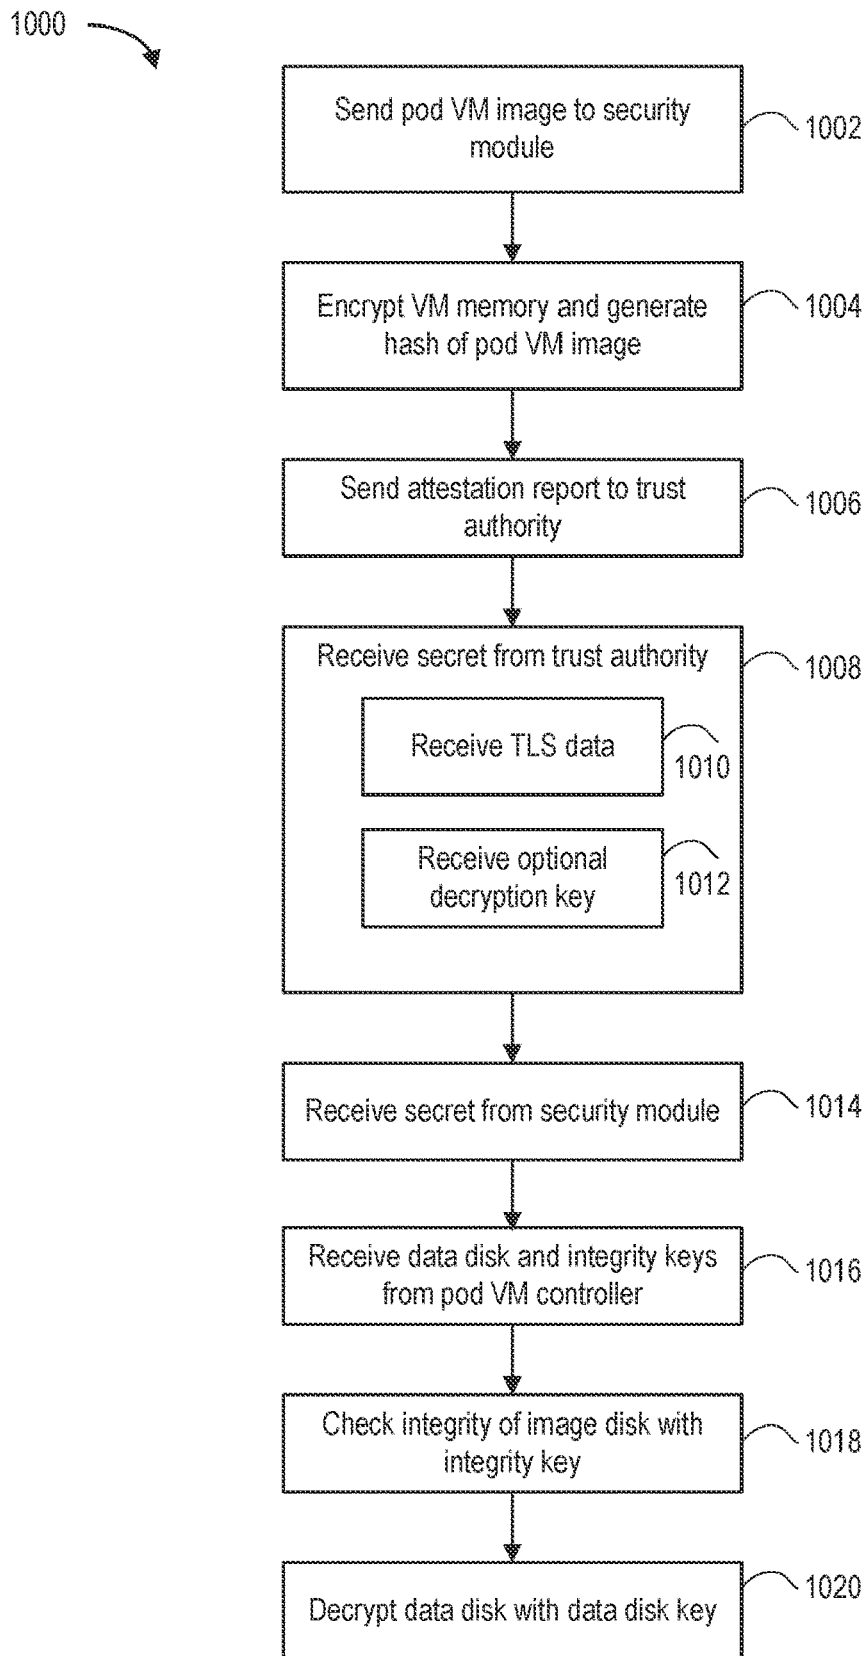 1000
Send pod VM image to security
module
1002
Encrypt VM memory and generate
hash of pod VM image
1004
Send attestation report to trust
authority
1006
Receive secret from trust authority
1008
Receive TLS data
1010
Receive optional
decryption key
1012
Receive secret from security module
1014
Receive data disk and integrity keys
from pod VM controller
1016
Check integrity of image disk with
integrity key
1018
Decrypt data disk with data disk key
1020